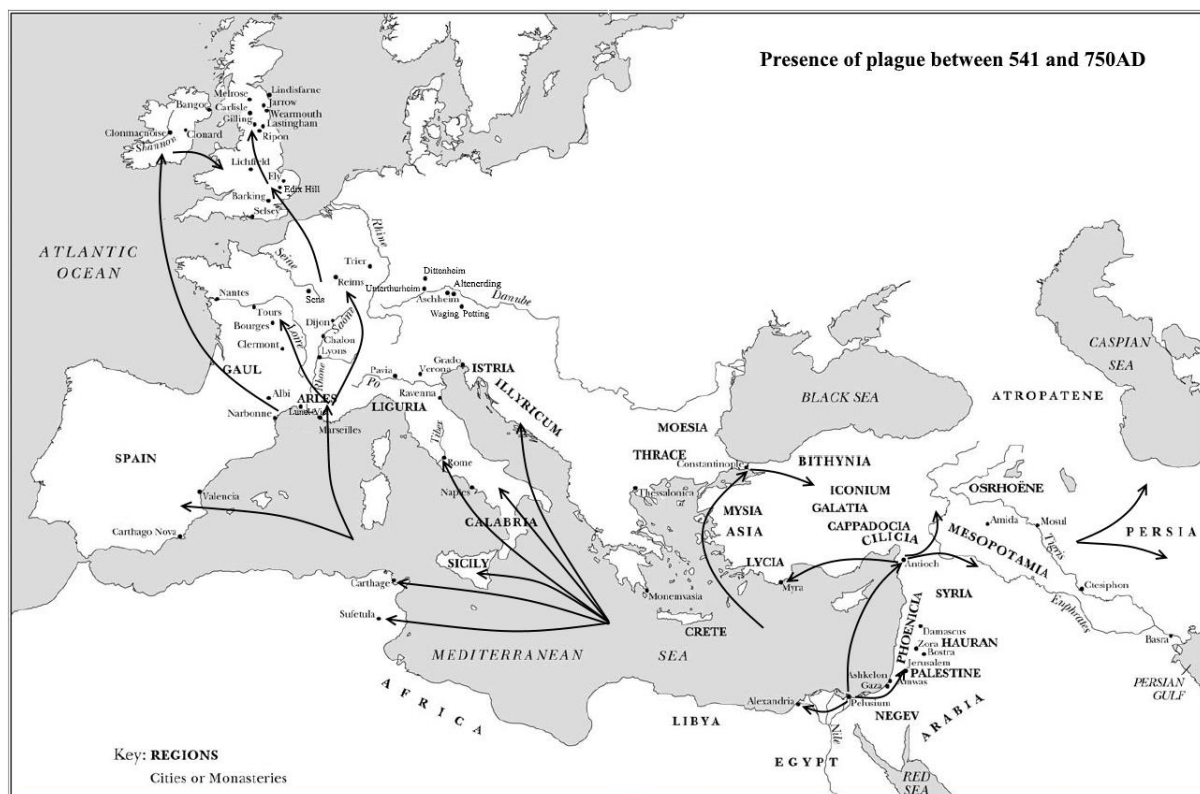 Presence of plague between 541 and 750AD
Melrose
Lindisfarne
Jarrow
Bangor
Carlisle
Wearmouth
Gilling
Lastingham
Clonmacnoise
Clonard
Ripon
Shannon
Lichfield
Ely
Edix Hill
Barking
Selsey
ATLANTIC
OCEAN
Rhine
Seine
Trier
Reims
Dittenheim
Unterthurheim
Altenerding
Aschheim
Danube
Waging
Petting
Nantes
Sens
Tours
Dijon
Saône
Bourges
Loire
Chalon
Clermont
Lyons
GAUL
Rhone
Pavia
Po
Verona
Grado
ISTRIA
ILLYRICUM
Albi
ARLES
LIGURIA
Ravenna
Narbonne
Marseilles
Tiber
SPAIN
Rome
Valencia
Naples
Carthago Nova
CALABRIA
SICILY
Carthage
Sufetula
MOESIA
BLACK SEA
CASPIAN
SEA
ATROPATENE
THRACE
Constantinople
BITHYNIA
Thessalonica
ICONIUM
OSRHOËNE
MYSIA
GALATIA
ASIA
CAPPADOCIA
Amida
Mosul
CILICIA
PERSIA
Tigris
MESOPOTAMIA
LYCIA
Antioch
Myra
Ctesiphon
Monemvasia
SYRIA
Euphrates
CRETE
PHOENICIA
Damascus
Basra
Zora
HAURAN
Bostra
MEDITERRANEAN
SEA
Jerusalem
Ashkelon
PALESTINE
PERSIAN
GULF
Gaza
Amwas
Alexandria
Pelusium
AFRICA
LIBYA
NEGEV
ARABIA
Nile
EGYPT
RED
SEA
Key: REGIONS
Cities or Monasteries